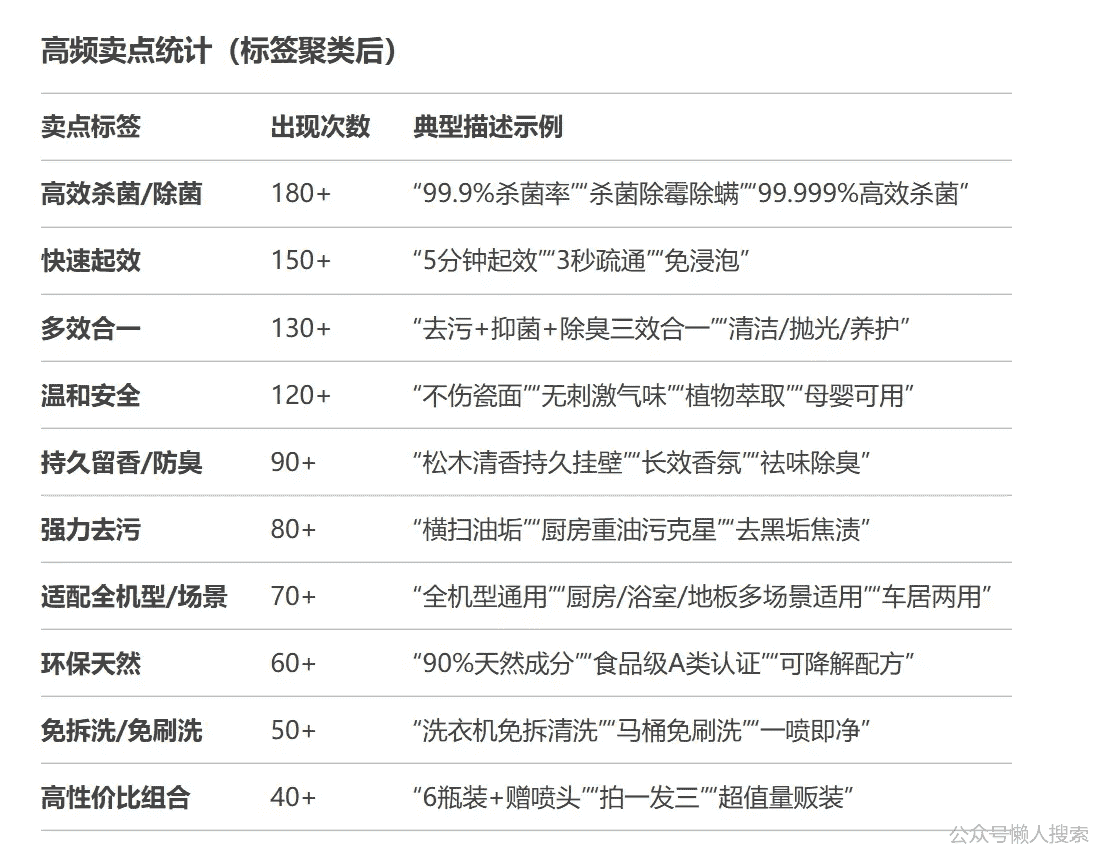 高频卖点统计（标签聚类后）
卖点标签 出现次数 典型描述示例
高效杀菌/除菌 180+ “99.9%杀菌率”“杀菌除霉除螨”“99.999%高效杀菌”
快速起效 150+ “5分钟起效”“3秒疏通”“免浸泡”
多效合一 130+ “去污+抑菌+除臭三效合一”“清洁/抛光/养护”
温和安全 120+ “不伤瓷面”“无刺激气味”“植物萃取”“母婴可用”
持久留香/防臭 90+ “松木清香持久挂壁”“长效香氛”“祛味除臭”
强力去污 80+ “横扫油垢”“厨房重油污克星”“去黑垢焦渍”
适配全机型/场景 70+ “全机型通用”“厨房/浴室/地板多场景适用”“车居两用”
环保天然 60+ “90%天然成分”“食品级A类认证”“可降解配方”
免拆洗/免刷洗 50+ “洗衣机免拆清洗”“马桶免刷洗”“一喷即净”
高性价比组合 40+ “6瓶装+赠喷头”“拍一发三”“超值量贩装”
公众号懒人搜索